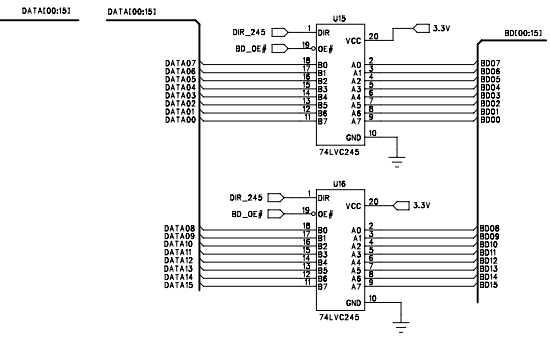 DATA[00:15] DATA[00:15]
BD[00:15]
U15
DIR_245 1 DIR
BD_OE# 19 OE#
VCC 20 3.3V
DATA07 18 B0 A0 2 BD07
DATA06 17 B1 A1 3 BD06
DATA05 16 B2 A2 4 BD05
DATA04 15 B3 A3 5 BD04
DATA03 14 B4 A4 6 BD03
DATA02 13 B5 A5 7 BD02
DATA01 12 B6 A6 8 BD01
DATA00 11 B7 A7 9 BD00
GND 10
74LVC245
U16
DIR_245 1 DIR
BD_OE# 19 OE#
VCC 20 3.3V
DATA08 18 B0 A0 2 BD08
DATA09 17 B1 A1 3 BD09
DATA10 16 B2 A2 4 BD10
DATA11 15 B3 A3 5 BD11
DATA12 14 B4 A4 6 BD12
DATA13 13 B5 A5 7 BD13
DATA14 12 B6 A6 8 BD14
DATA15 11 B7 A7 9 BD15
GND 10
74LVC245